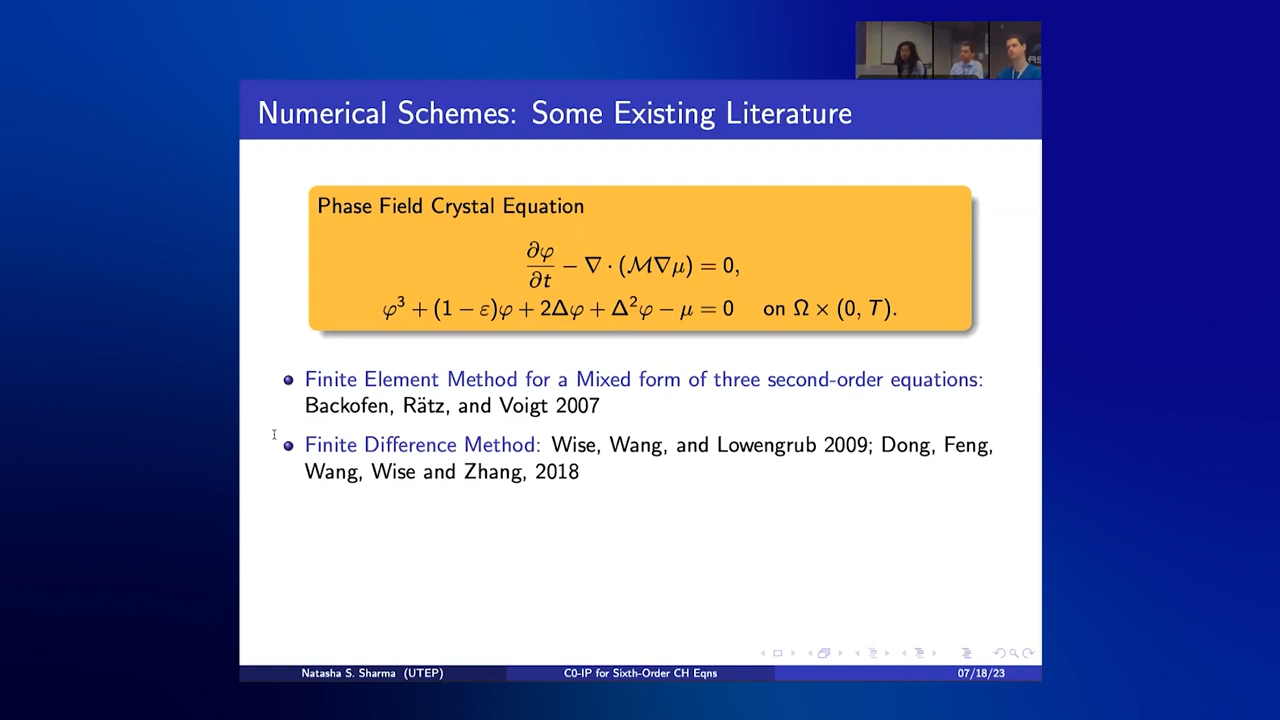 Numerical Schemes: Some Existing Literature
Phase Field Crystal Equation
∂φ/∂t − ∇ · (ℳ∇μ) = 0,
φ³ + (1 − ε)φ + 2Δφ + Δ²φ − μ = 0 on Ω × (0, T).
Finite Element Method for a Mixed form of three second-order equations:
Backofen, Rätz, and Voigt 2007
Finite Difference Method: Wise, Wang, and Lowengrub 2009; Dong, Feng,
Wang, Wise and Zhang, 2018
Natasha S. Sharma (UTEP) C0-IP for Sixth-Order CH Eqns 07/18/23